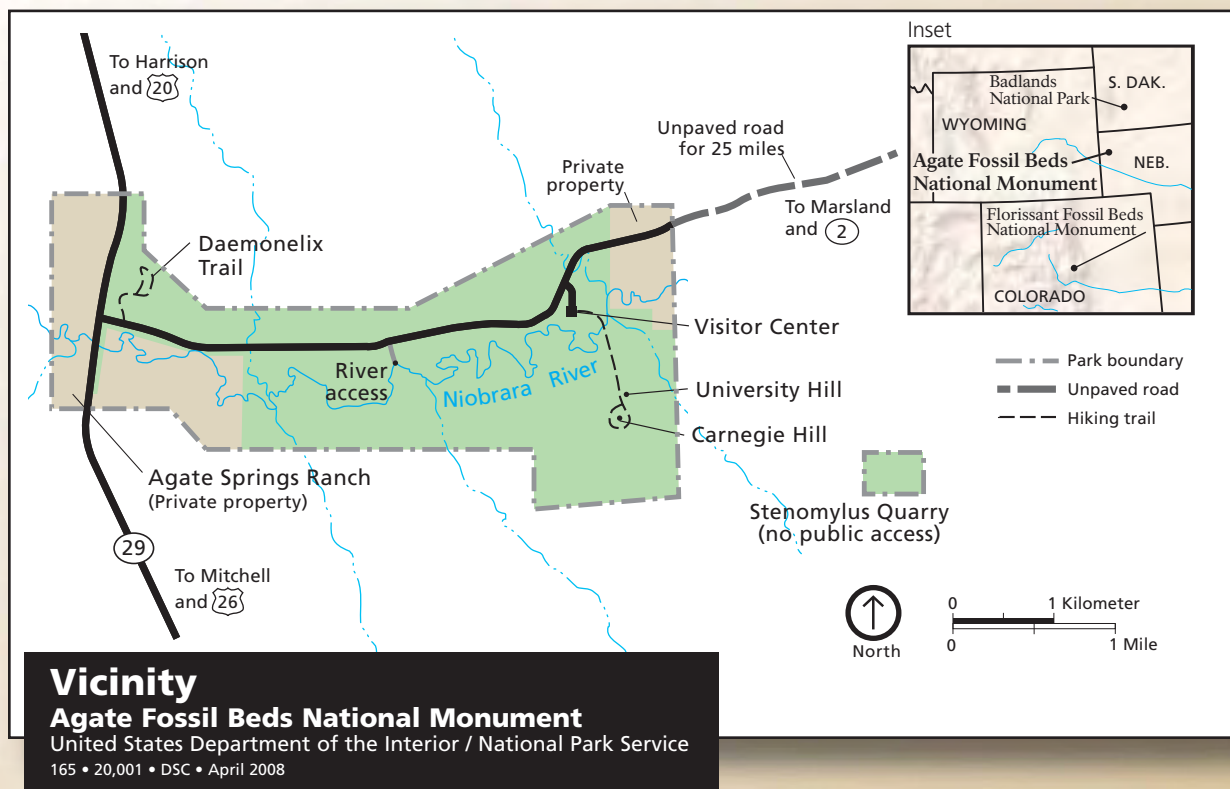 To Harrison
and 20
Daemonelix
Trail
Private
property
Unpaved road
for 25 miles
To Marsland
and 2
Visitor Center
River
access
Niobrara River
University Hill
Carnegie Hill
Agate Springs Ranch
(Private property)
29
To Mitchell
and 26
Stenomylus Quarry
(no public access)
Inset
Badlands
National Park
S. DAK.
WYOMING
Agate Fossil Beds
National Monument
NEB.
Florissant Fossil Beds
National Monument
COLORADO
Park boundary
Unpaved road
Hiking trail
North
0 1 Kilometer
0 1 Mile
Vicinity
Agate Fossil Beds National Monument
United States Department of the Interior / National Park Service
165 • 20,001 • DSC • April 2008